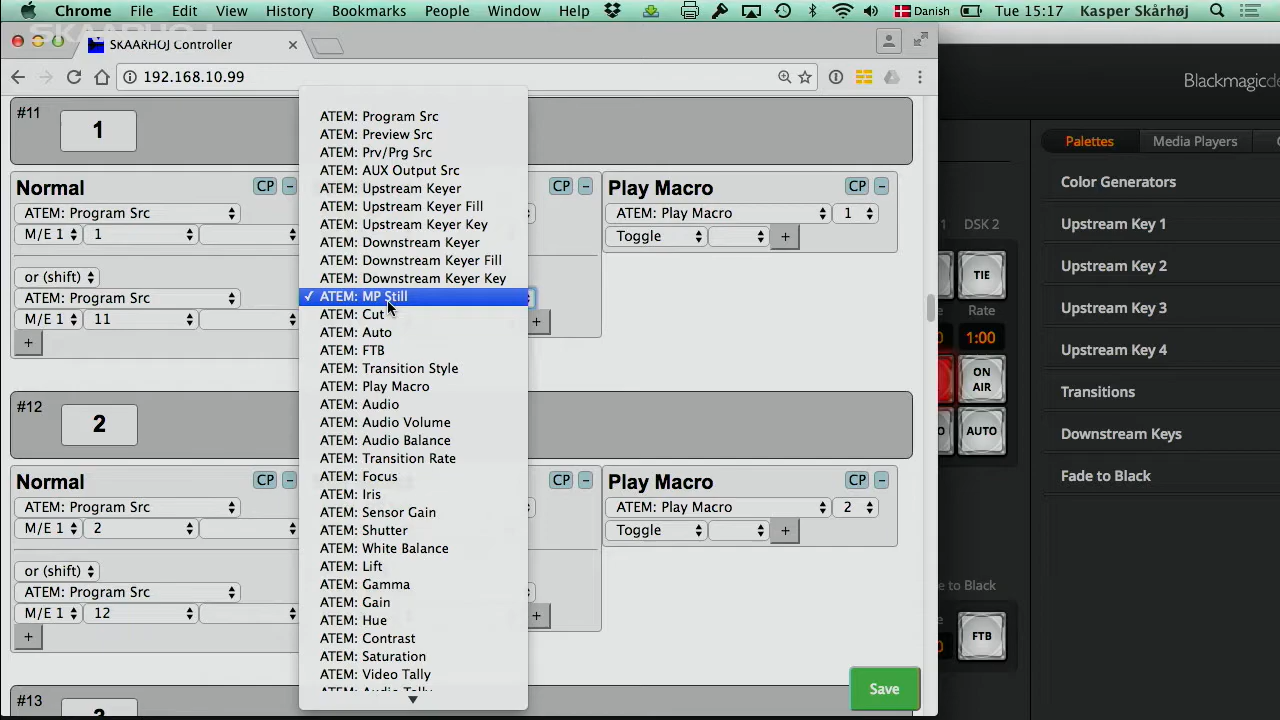 Chrome File Edit View History Bookmarks People Window Help Danish Tue 15:17 Kasper Skårhøj
SKAARHOJ
SKAARHOJ Controller
192.168.10.99
Blackmagicde
#11
1
Normal CP −
ATEM: Program Src
M/E 1 1
or (shift)
ATEM: Program Src
M/E 1 11
+
CP −
+
Play Macro CP −
ATEM: Play Macro 1
Toggle +
#12
2
Normal CP −
ATEM: Program Src
M/E 1 2
or (shift)
ATEM: Program Src
M/E 1 12
+
CP −
+
Play Macro CP −
ATEM: Play Macro 2
Toggle +
#13
Save
ATEM: Program Src
ATEM: Preview Src
ATEM: Prv/Prg Src
ATEM: AUX Output Src
ATEM: Upstream Keyer
ATEM: Upstream Keyer Fill
ATEM: Upstream Keyer Key
ATEM: Downstream Keyer
ATEM: Downstream Keyer Fill
ATEM: Downstream Keyer Key
✓ ATEM: MP Still
ATEM: Cut
ATEM: Auto
ATEM: FTB
ATEM: Transition Style
ATEM: Play Macro
ATEM: Audio
ATEM: Audio Volume
ATEM: Audio Balance
ATEM: Transition Rate
ATEM: Focus
ATEM: Iris
ATEM: Sensor Gain
ATEM: Shutter
ATEM: White Balance
ATEM: Lift
ATEM: Gamma
ATEM: Gain
ATEM: Hue
ATEM: Contrast
ATEM: Saturation
ATEM: Video Tally
ATEM: Audio Tally
1 DSK 2
TIE
Rate
0 1:00
ON
AIR
O AUTO
e to Black
FTB
Palettes Media Players
Color Generators
Upstream Key 1
Upstream Key 2
Upstream Key 3
Upstream Key 4
Transitions
Downstream Keys
Fade to Black